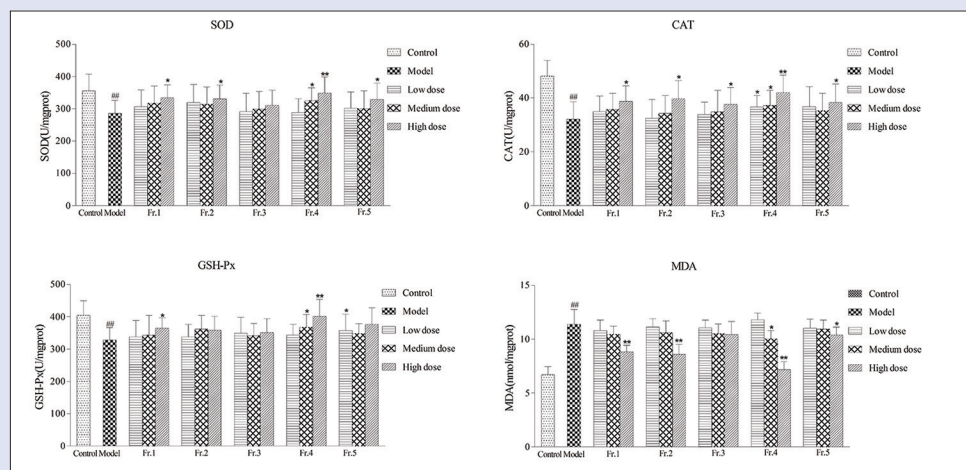 SOD
SOD(U/mgprot)
500
400
300
200
100
0
##
*
*
*
**
*
Control Model Fr.1 Fr.2 Fr.3 Fr.4 Fr.5
Control
Model
Low dose
Medium dose
High dose
CAT
CAT(U/mgprot)
60
40
20
0
##
*
*
*
*
*
**
*
Control Model Fr.1 Fr.2 Fr.3 Fr.4 Fr.5
Control
Model
Low dose
Medium dose
High dose
GSH-Px
GSH-Px(U/mgprot)
500
400
300
200
100
0
##
*
*
**
*
Control Model Fr.1 Fr.2 Fr.3 Fr.4 Fr.5
Control
Model
Low dose
Medium dose
High dose
MDA
MDA(nmol/mgprot)
15
10
5
0
##
**
**
*
**
*
Control Model Fr.1 Fr.2 Fr.3 Fr.4 Fr.5
Control
Model
Low dose
Medium dose
High dose